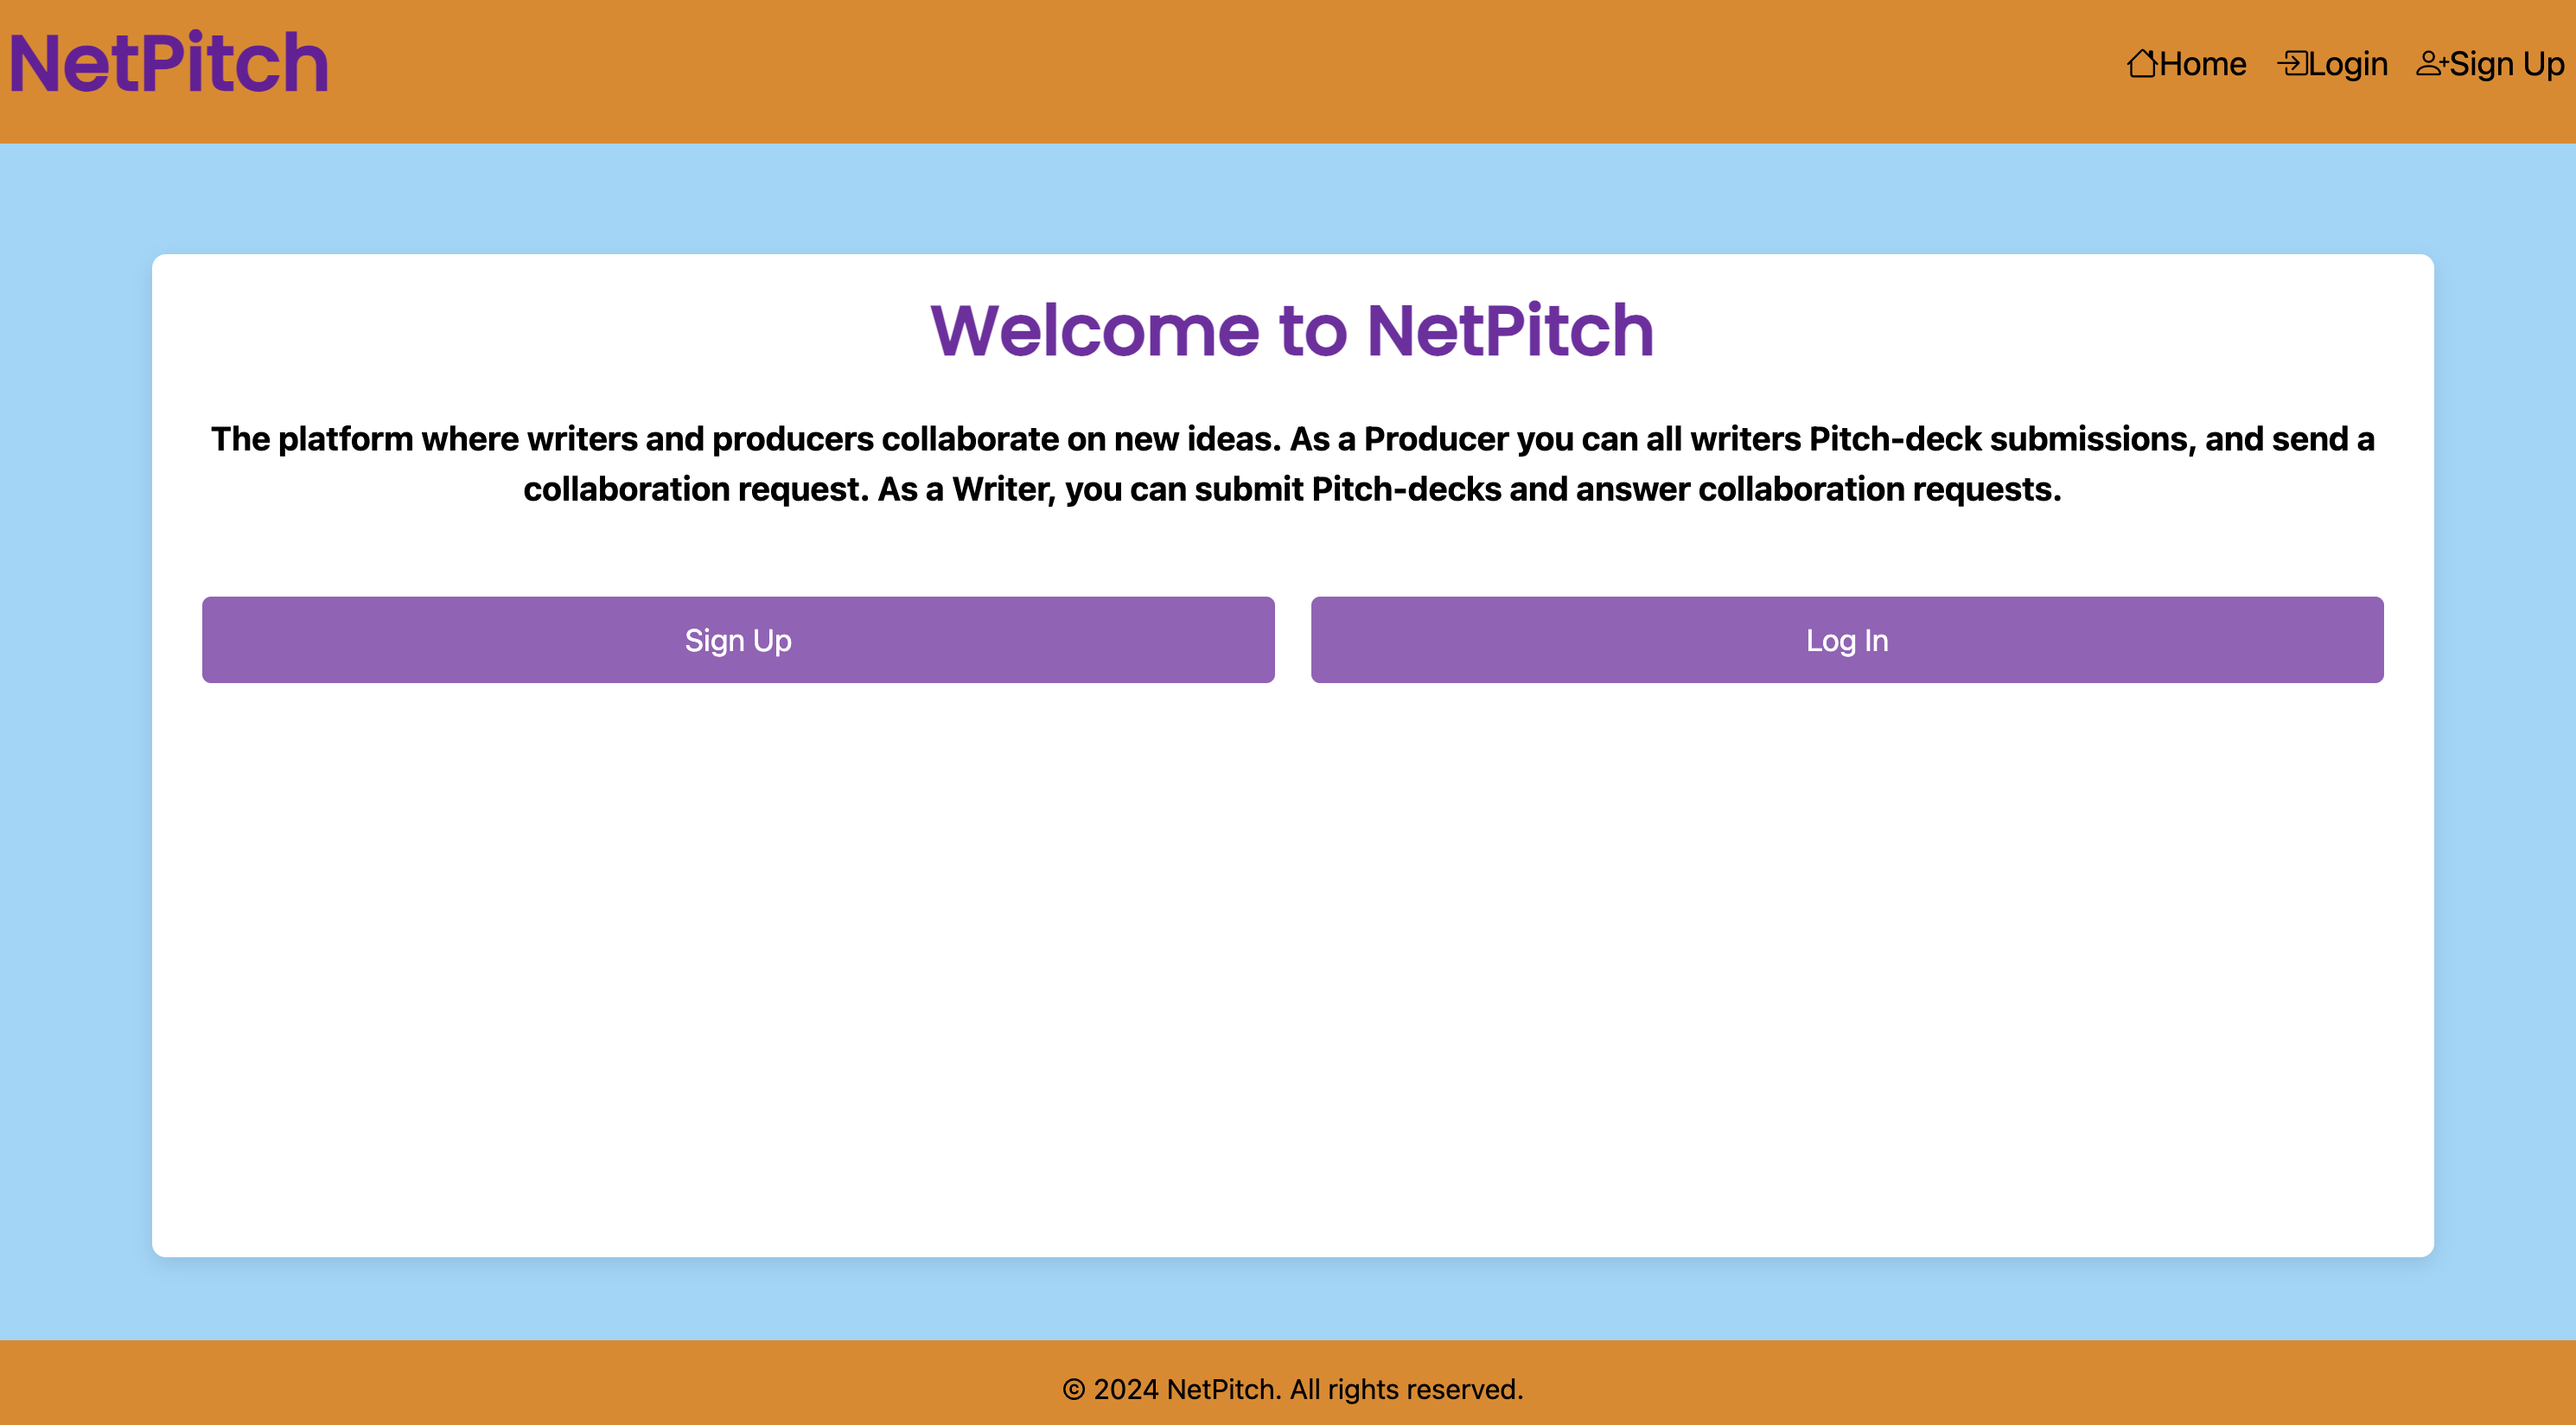 NetPitch
Home Login Sign Up
Welcome to NetPitch
The platform where writers and producers collaborate on new ideas. As a Producer you can all writers Pitch-deck submissions, and send a
collaboration request. As a Writer, you can submit Pitch-decks and answer collaboration requests.
Sign Up
Log In
© 2024 NetPitch. All rights reserved.